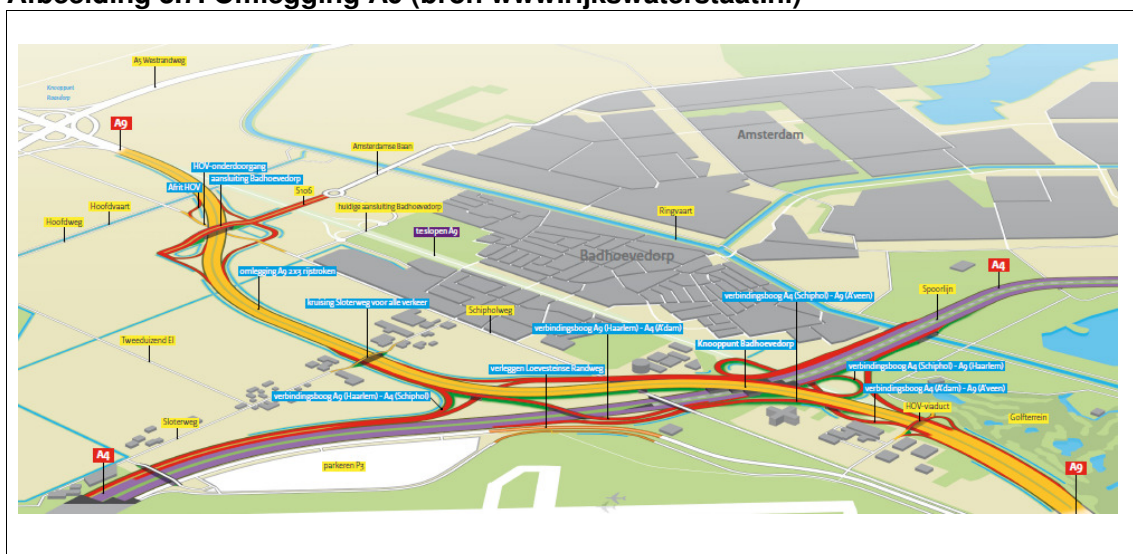 Afbeelding 3.7: Omlegging A9 (bron www.rijkswaterstaat.nl)
A5 Westrandweg
Knooppunt
Raasdorp
A9
Amsterdam
HOV-onderdoorgang
Amsterdamse Baan
aansluiting Badhoevedorp
Afrit HOV
S106
Hoofdvaart
huidige aansluiting Badhoevedorp
Ringvaart
Hoofdweg
te slopen A9
Badhoevedorp
A4
omlegging A9 2x3 rijstroken
Spoorlijn
verbindingsboog A4 (Schiphol) - A9 (A'veen)
kruising Sloterweg voor alle verkeer
Schipholweg
verbindingsboog A9 (Haarlem) - A4 (A'dam)
Tweeduizend El
Knooppunt Badhoevedorp
verleggen Loevesteinse Randweg
verbindingsboog A4 (Schiphol) - A9 (Haarlem)
verbindingsboog A4 (A'dam) - A9 (A'veen)
verbindingsboog A9 (Haarlem) - A4 (Schiphol)
HOV-viaduct
Sloterweg
Golfterrein
A4
parkeren P3
A9